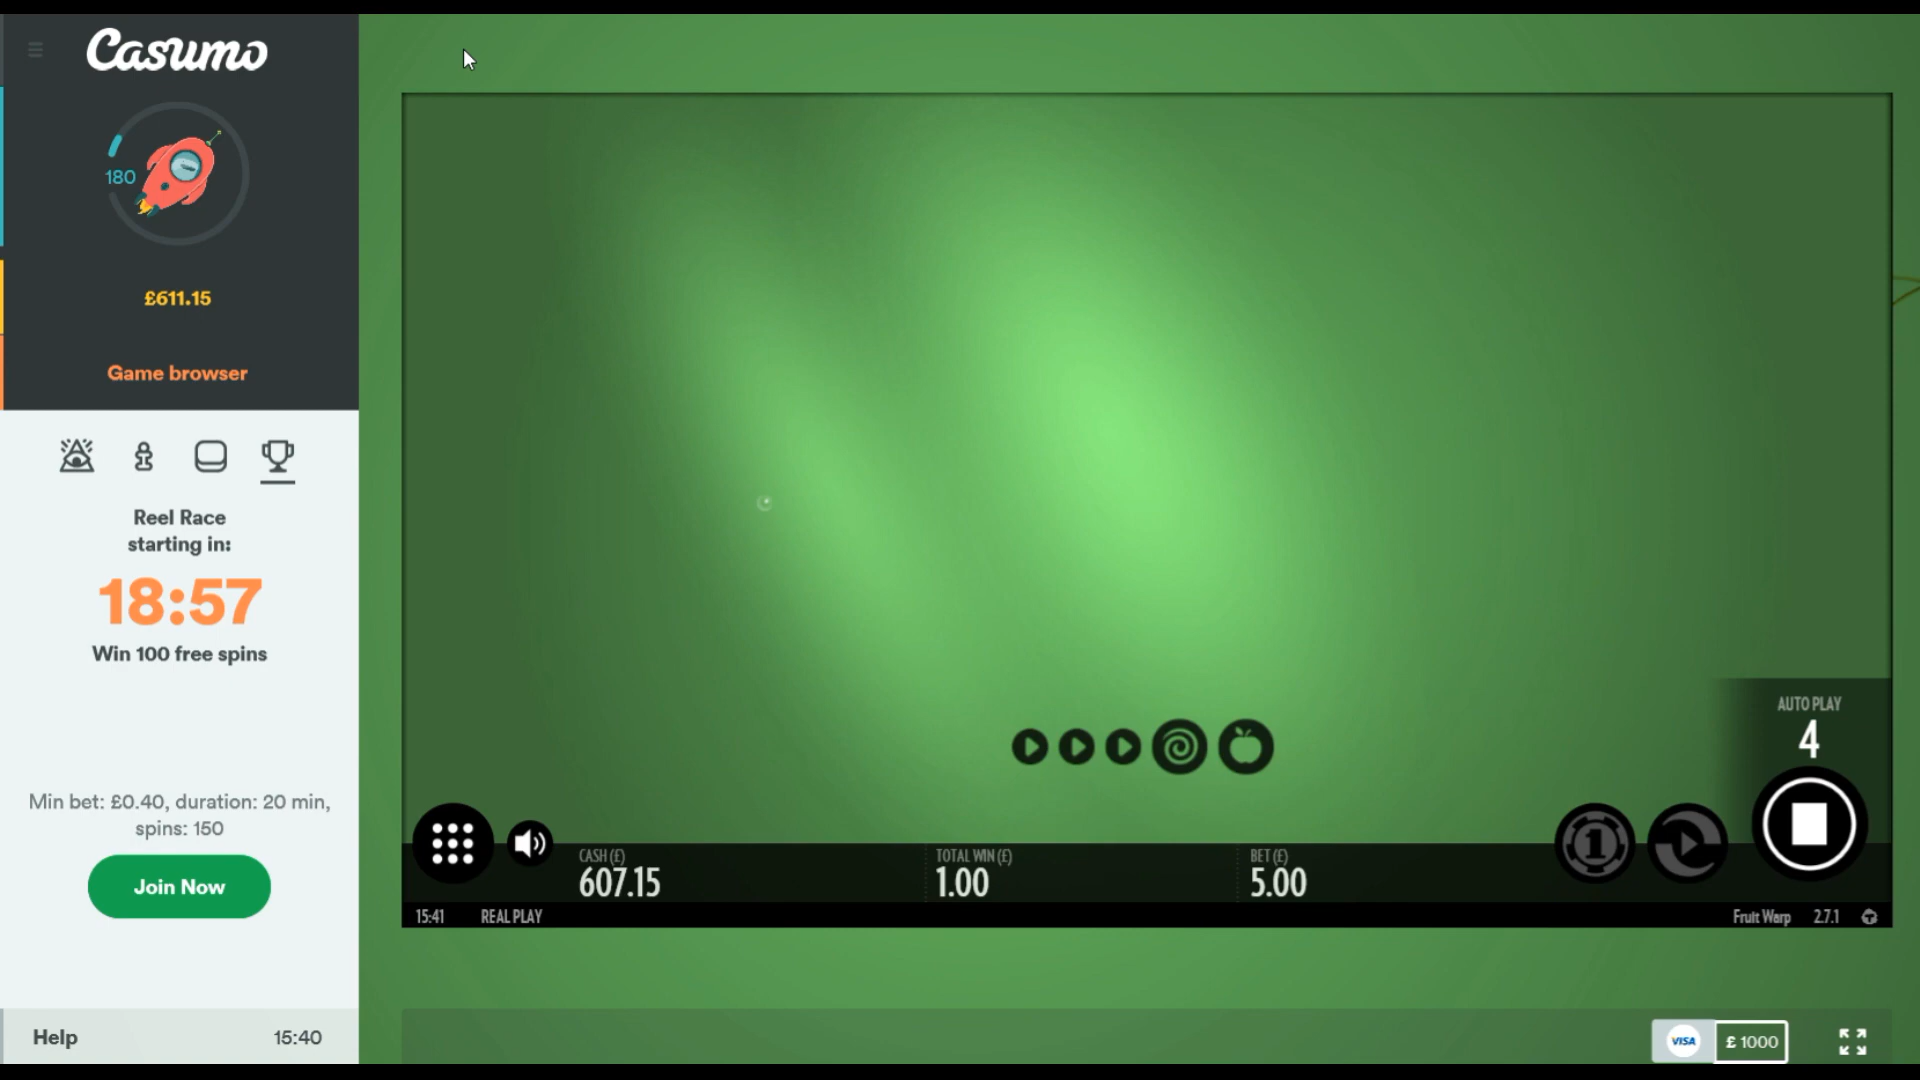 Casumo
180
£611.15
Game browser
Reel Race
starting in:
18:57
Win 100 free spins
Min bet: £0.40, duration: 20 min,
spins: 150
Join Now
Help 15:40
AUTO PLAY
4
1
CASH (£) TOTAL WIN (£) BET (£)
607.15 1.00 5.00
15:41 REAL PLAY Fruit Warp 2.7.1
VISA £ 1000